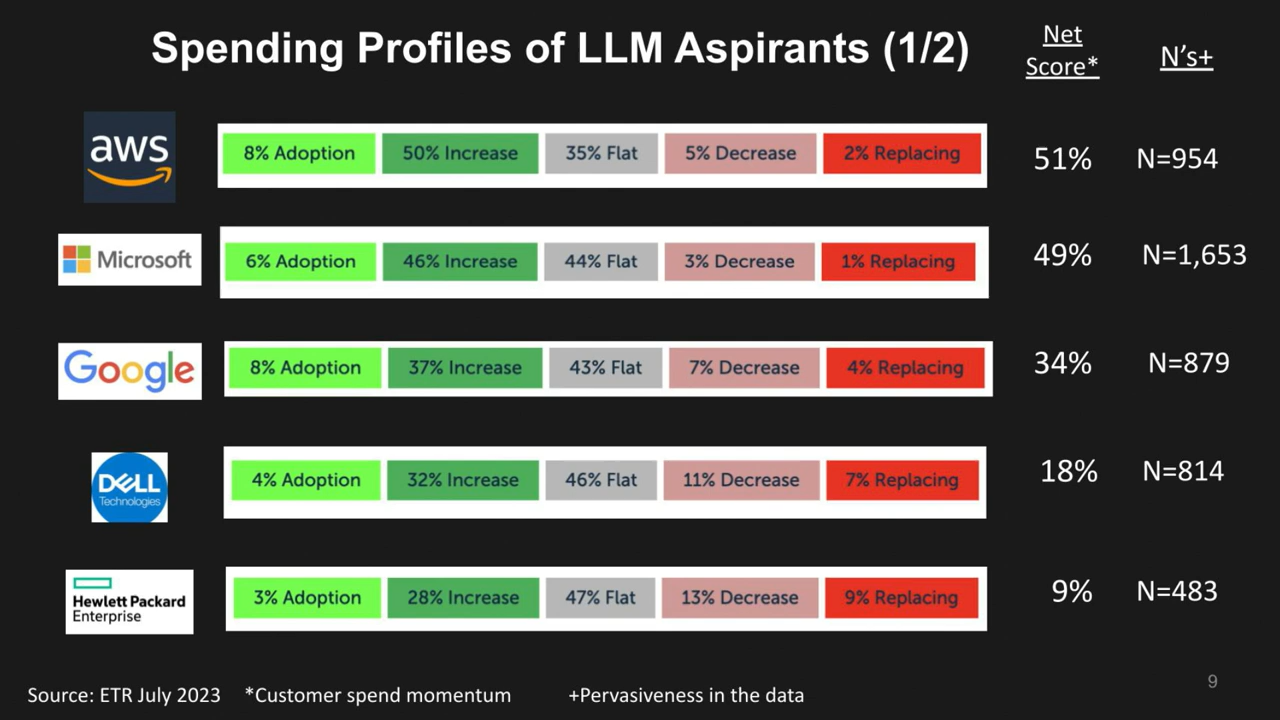 Spending Profiles of LLM Aspirants (1/2)
Net
Score*
N's+
aws
8% Adoption 50% Increase 35% Flat 5% Decrease 2% Replacing
51% N=954
Microsoft
6% Adoption 46% Increase 44% Flat 3% Decrease 1% Replacing
49% N=1,653
Google
8% Adoption 37% Increase 43% Flat 7% Decrease 4% Replacing
34% N=879
DELL
Technologies
4% Adoption 32% Increase 46% Flat 11% Decrease 7% Replacing
18% N=814
Hewlett Packard
Enterprise
3% Adoption 28% Increase 47% Flat 13% Decrease 9% Replacing
9% N=483
Source: ETR July 2023 *Customer spend momentum +Pervasiveness in the data
9